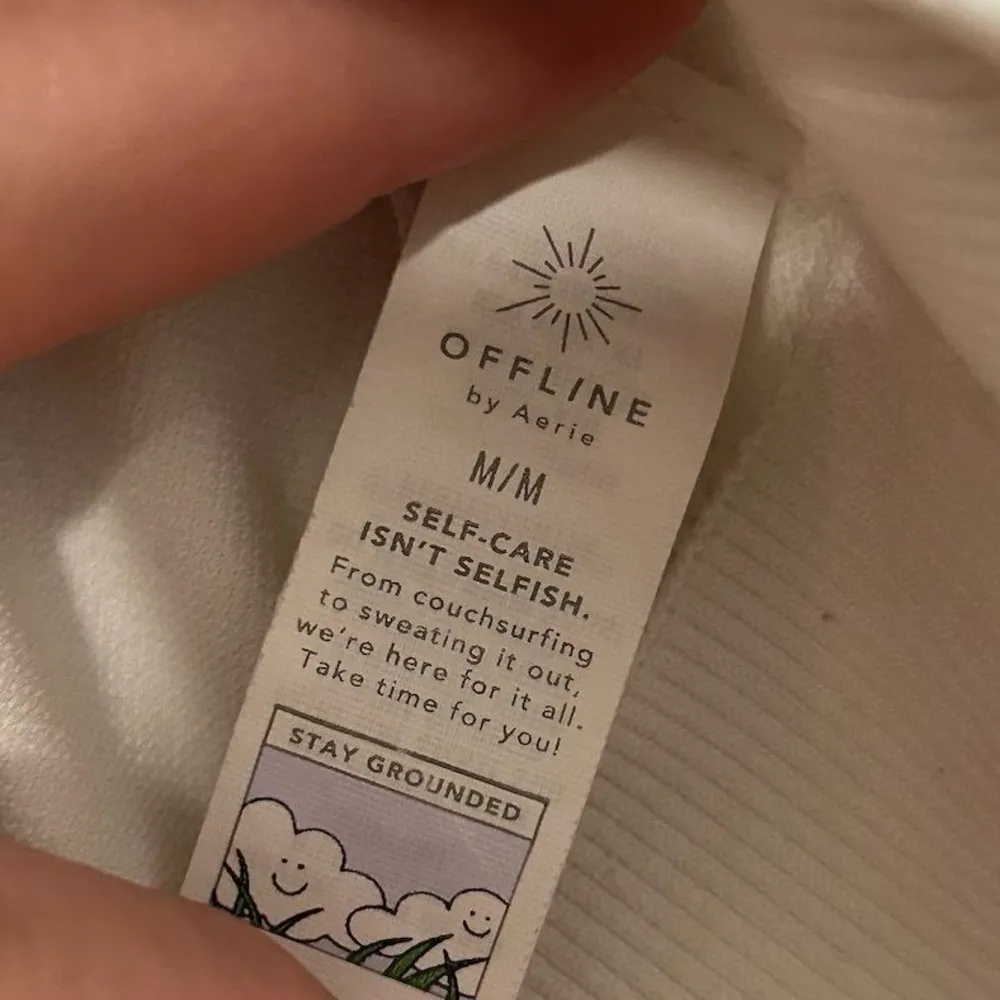 OFFLINE
by Aerie
M/M
SELF-CARE
ISN'T SELFISH.
From couchsurfing
to sweating it out,
we're here for it all.
Take time for you!
STAY GROUNDED